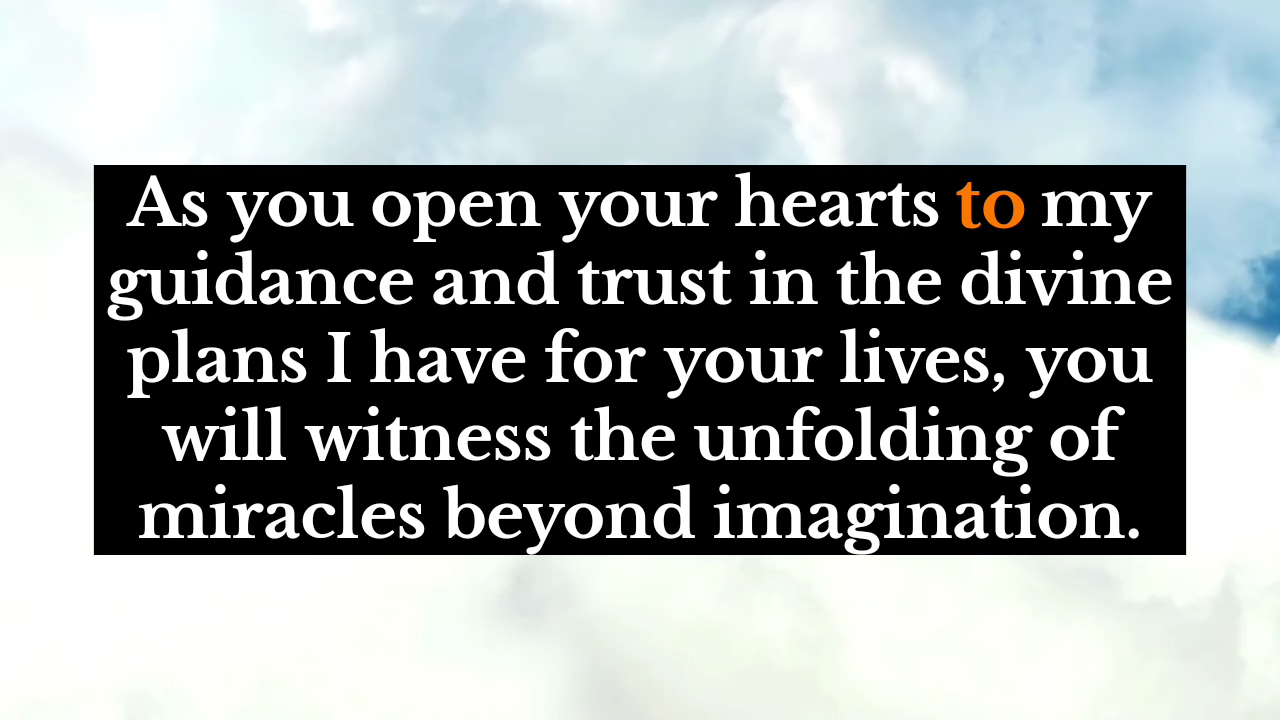 As you open your hearts to my
guidance and trust in the divine
plans I have for your lives, you
will witness the unfolding of
miracles beyond imagination.